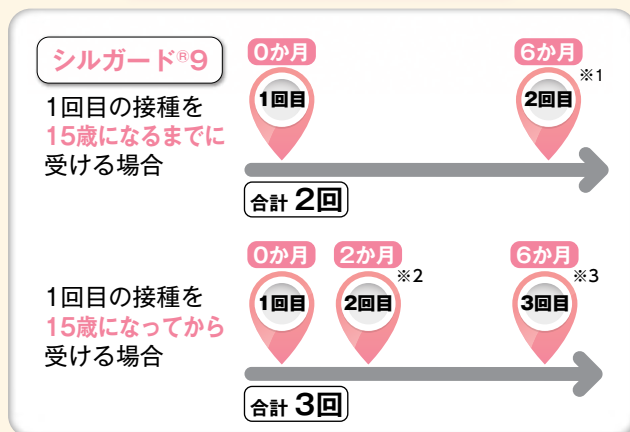 シルガード®9
1回目の接種を
15歳になるまでに
受ける場合
0か月
6か月
1回目
2回目
※1
合計 2回
1回目の接種を
15歳になってから
受ける場合
0か月
2か月
6か月
1回目
2回目
※2
3回目
※3
合計 3回